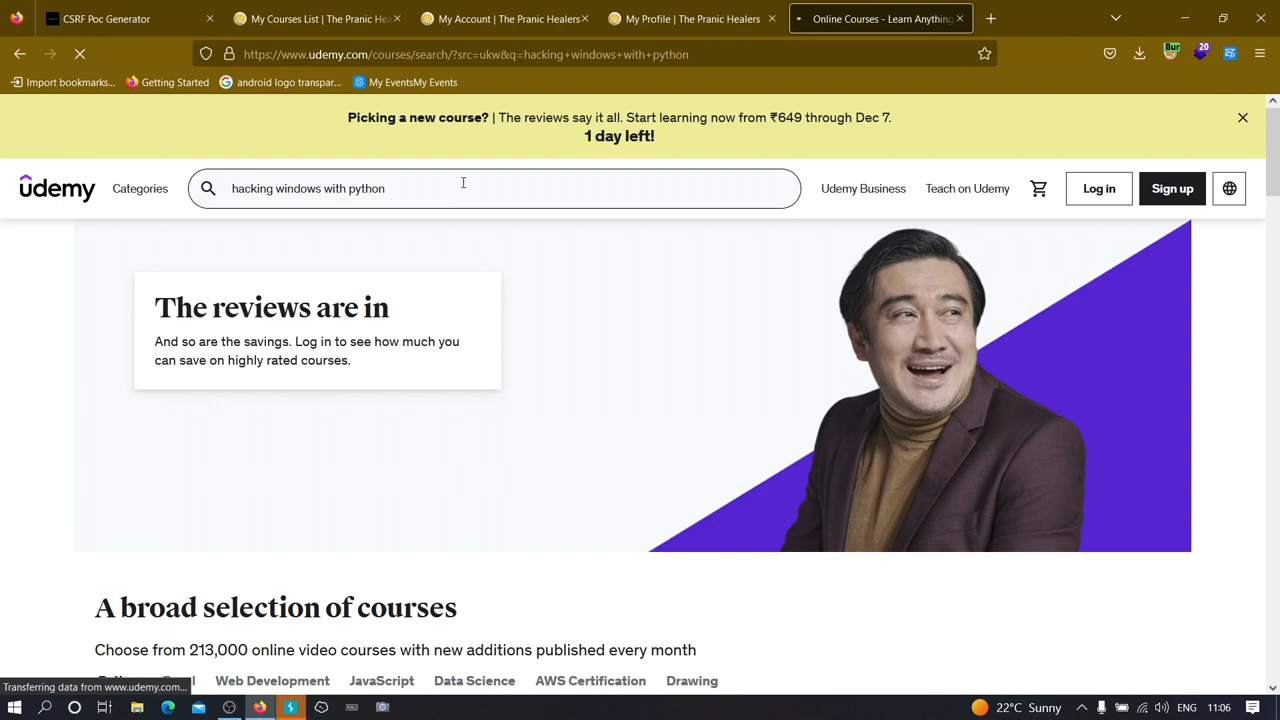 CSRF Poc Generator
My Courses List | The Pranic Hea
My Account | The Pranic Healers
My Profile | The Pranic Healers
Online Courses - Learn Anything
https://www.udemy.com/courses/search/?src=ukw&q=hacking+windows+with+python
Bur
20
Import bookmarks...
Getting Started
android logo transpar...
My EventsMy Events
Picking a new course? | The reviews say it all. Start learning now from ₹649 through Dec 7.
1 day left!
udemy
Categories
hacking windows with python
Udemy Business
Teach on Udemy
Log in
Sign up
The reviews are in
And so are the savings. Log in to see how much you
can save on highly rated courses.
A broad selection of courses
Choose from 213,000 online video courses with new additions published every month
Web Development
JavaScript
Data Science
AWS Certification
Drawing
Transferring data from www.udemy.com...
22°C Sunny
ENG
11:06